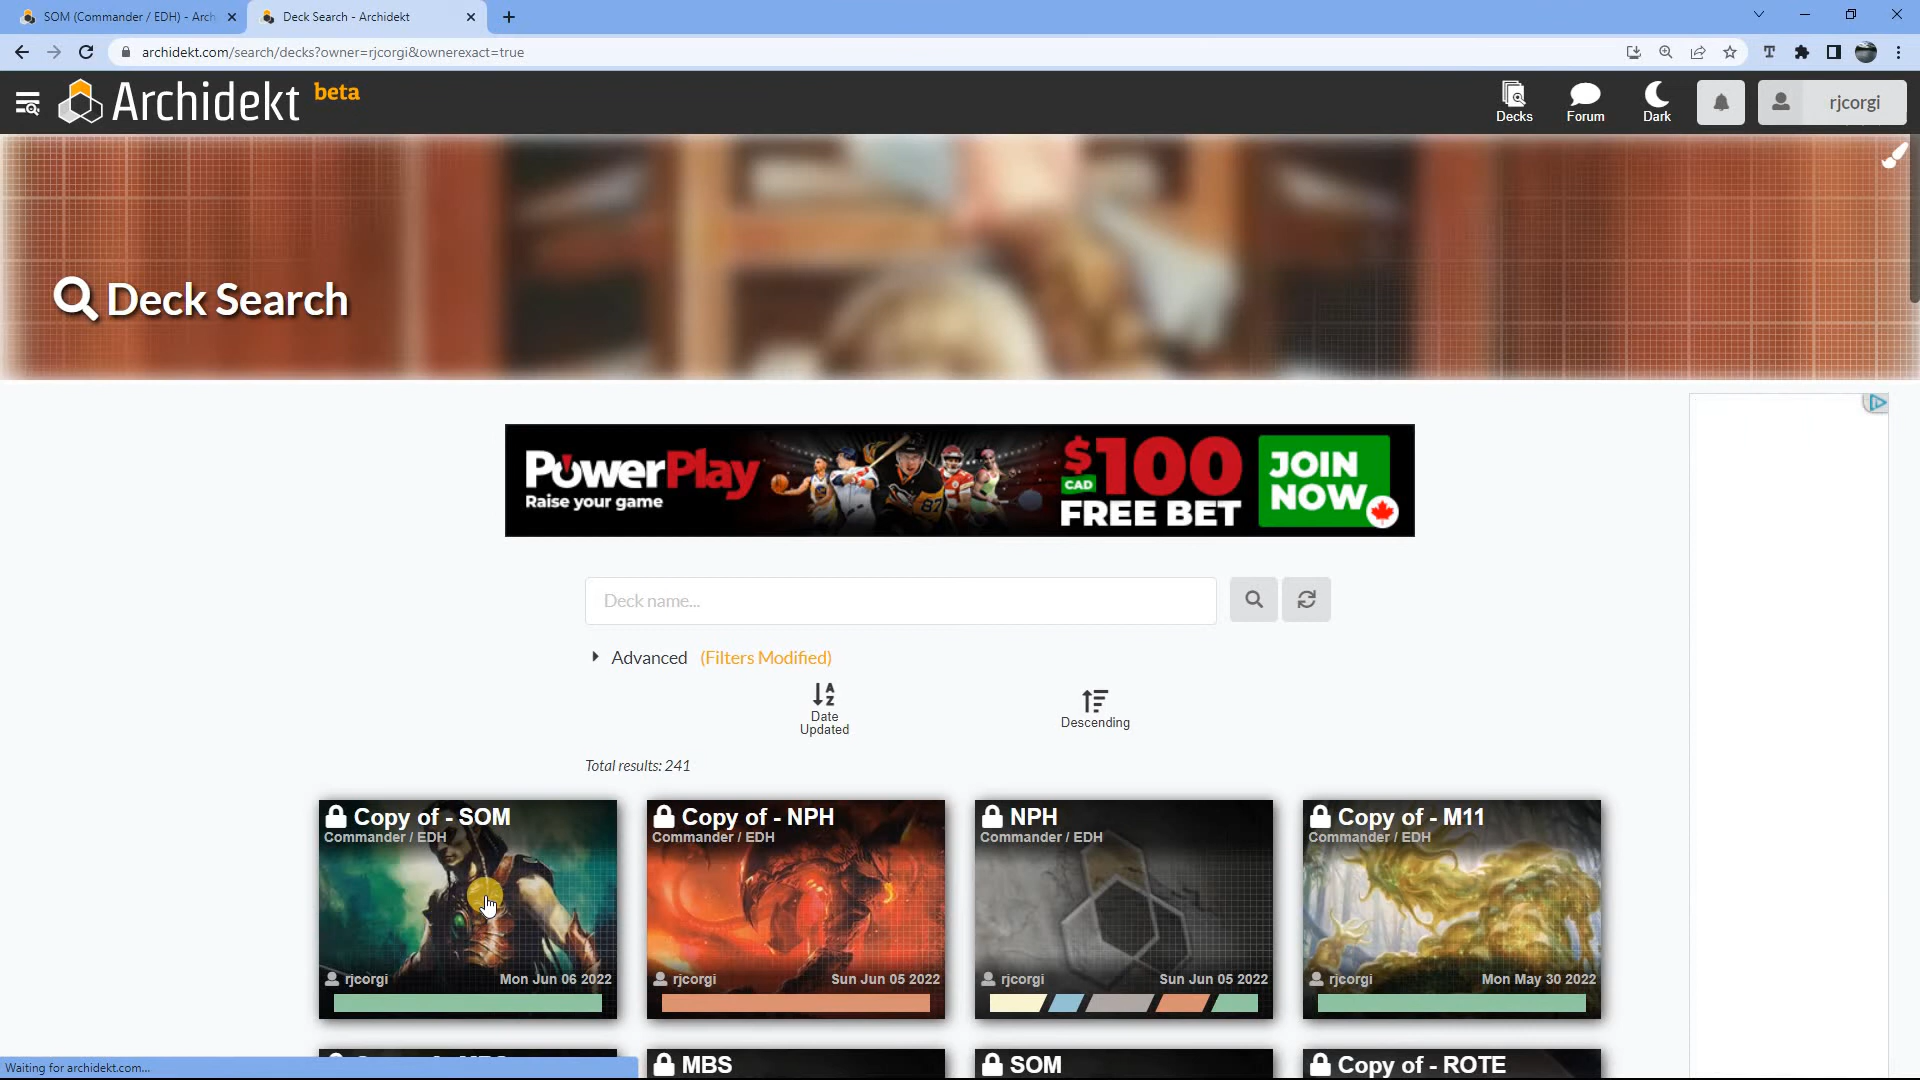 SOM (Commander / EDH) - Arch
Deck Search - Archidekt
archidekt.com/search/decks?owner=rjcorgi&ownerexact=true
Archidekt beta
Decks
Forum
Dark
rjcorgi
Deck Search
PowerPlay
Raise your game
87
$100
CAD
FREE BET
JOIN
NOW
Deck name...
Advanced (Filters Modified)
Date
Updated
Descending
Total results: 241
Copy of - SOM
Commander / EDH
rjcorgi
Mon Jun 06 2022
Copy of - NPH
Commander / EDH
rjcorgi
Sun Jun 05 2022
NPH
Commander / EDH
rjcorgi
Sun Jun 05 2022
Copy of - M11
Commander / EDH
rjcorgi
Mon May 30 2022
MBS
SOM
Copy of - ROTE
Waiting for archidekt.com...